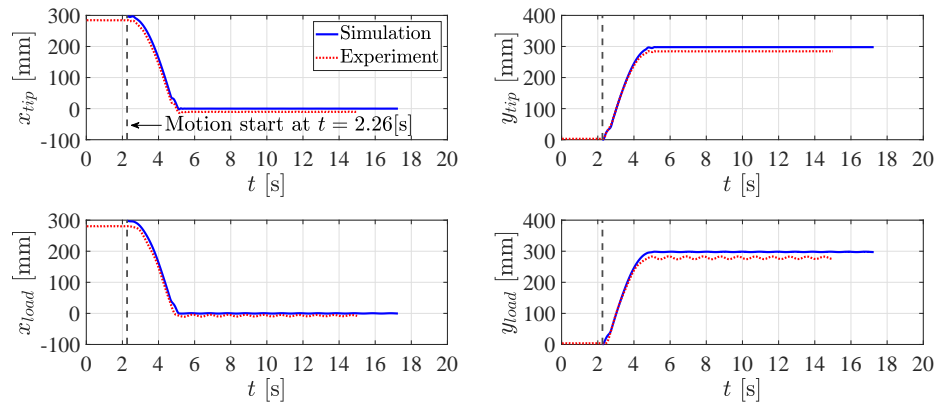 300
200
100
0
-100
x_tip [mm]
Simulation
Experiment
Motion start at t = 2.26[s]
0 2 4 6 8 10 12 14 16 18 20
t [s]
400
300
200
100
0
y_tip [mm]
0 2 4 6 8 10 12 14 16 18 20
t [s]
300
200
100
0
-100
x_load [mm]
0 2 4 6 8 10 12 14 16 18 20
t [s]
400
300
200
100
0
y_load [mm]
0 2 4 6 8 10 12 14 16 18 20
t [s]